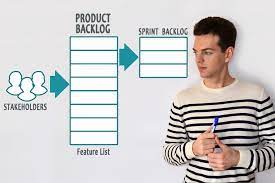 PRODUCT
BACKLOG
SPRINT BACKLOG
STAKEHOLDERS
Feature List